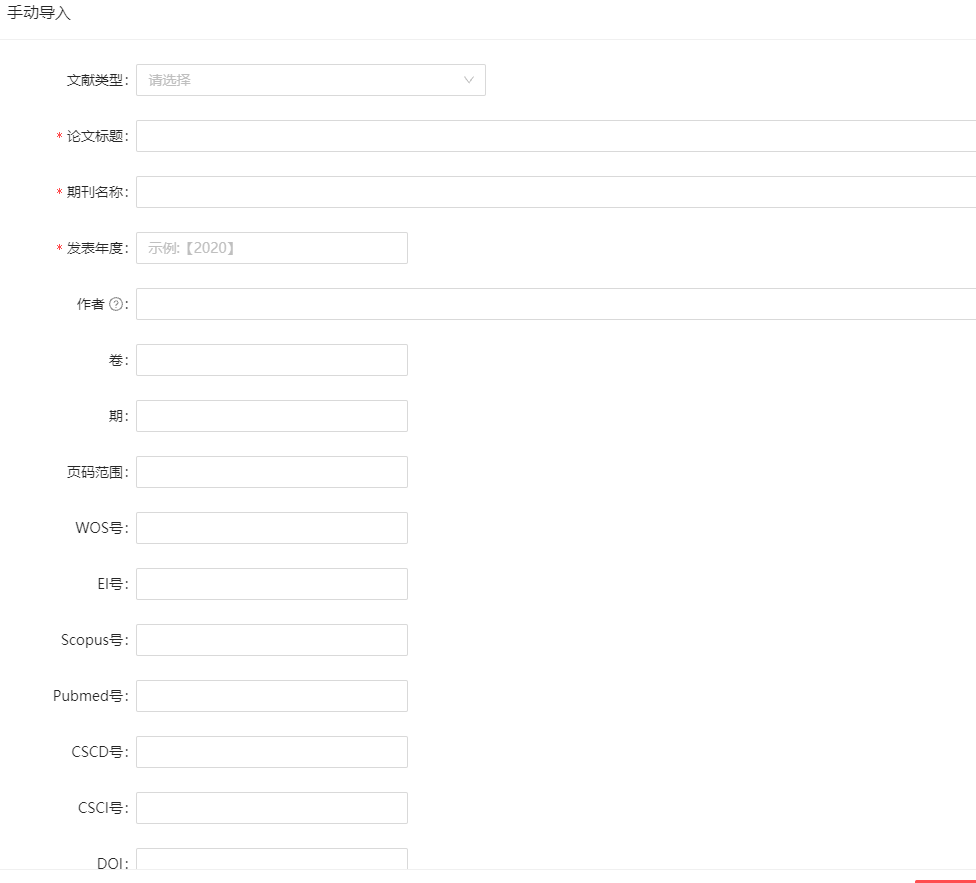 手动导入
文献类型: 请选择
* 论文标题:
* 期刊名称:
* 发表年度: 示例:【2020】
作者 ?:
卷:
期:
页码范围:
WOS号:
EI号:
Scopus号:
Pubmed号:
CSCD号:
CSCI号:
DOI: